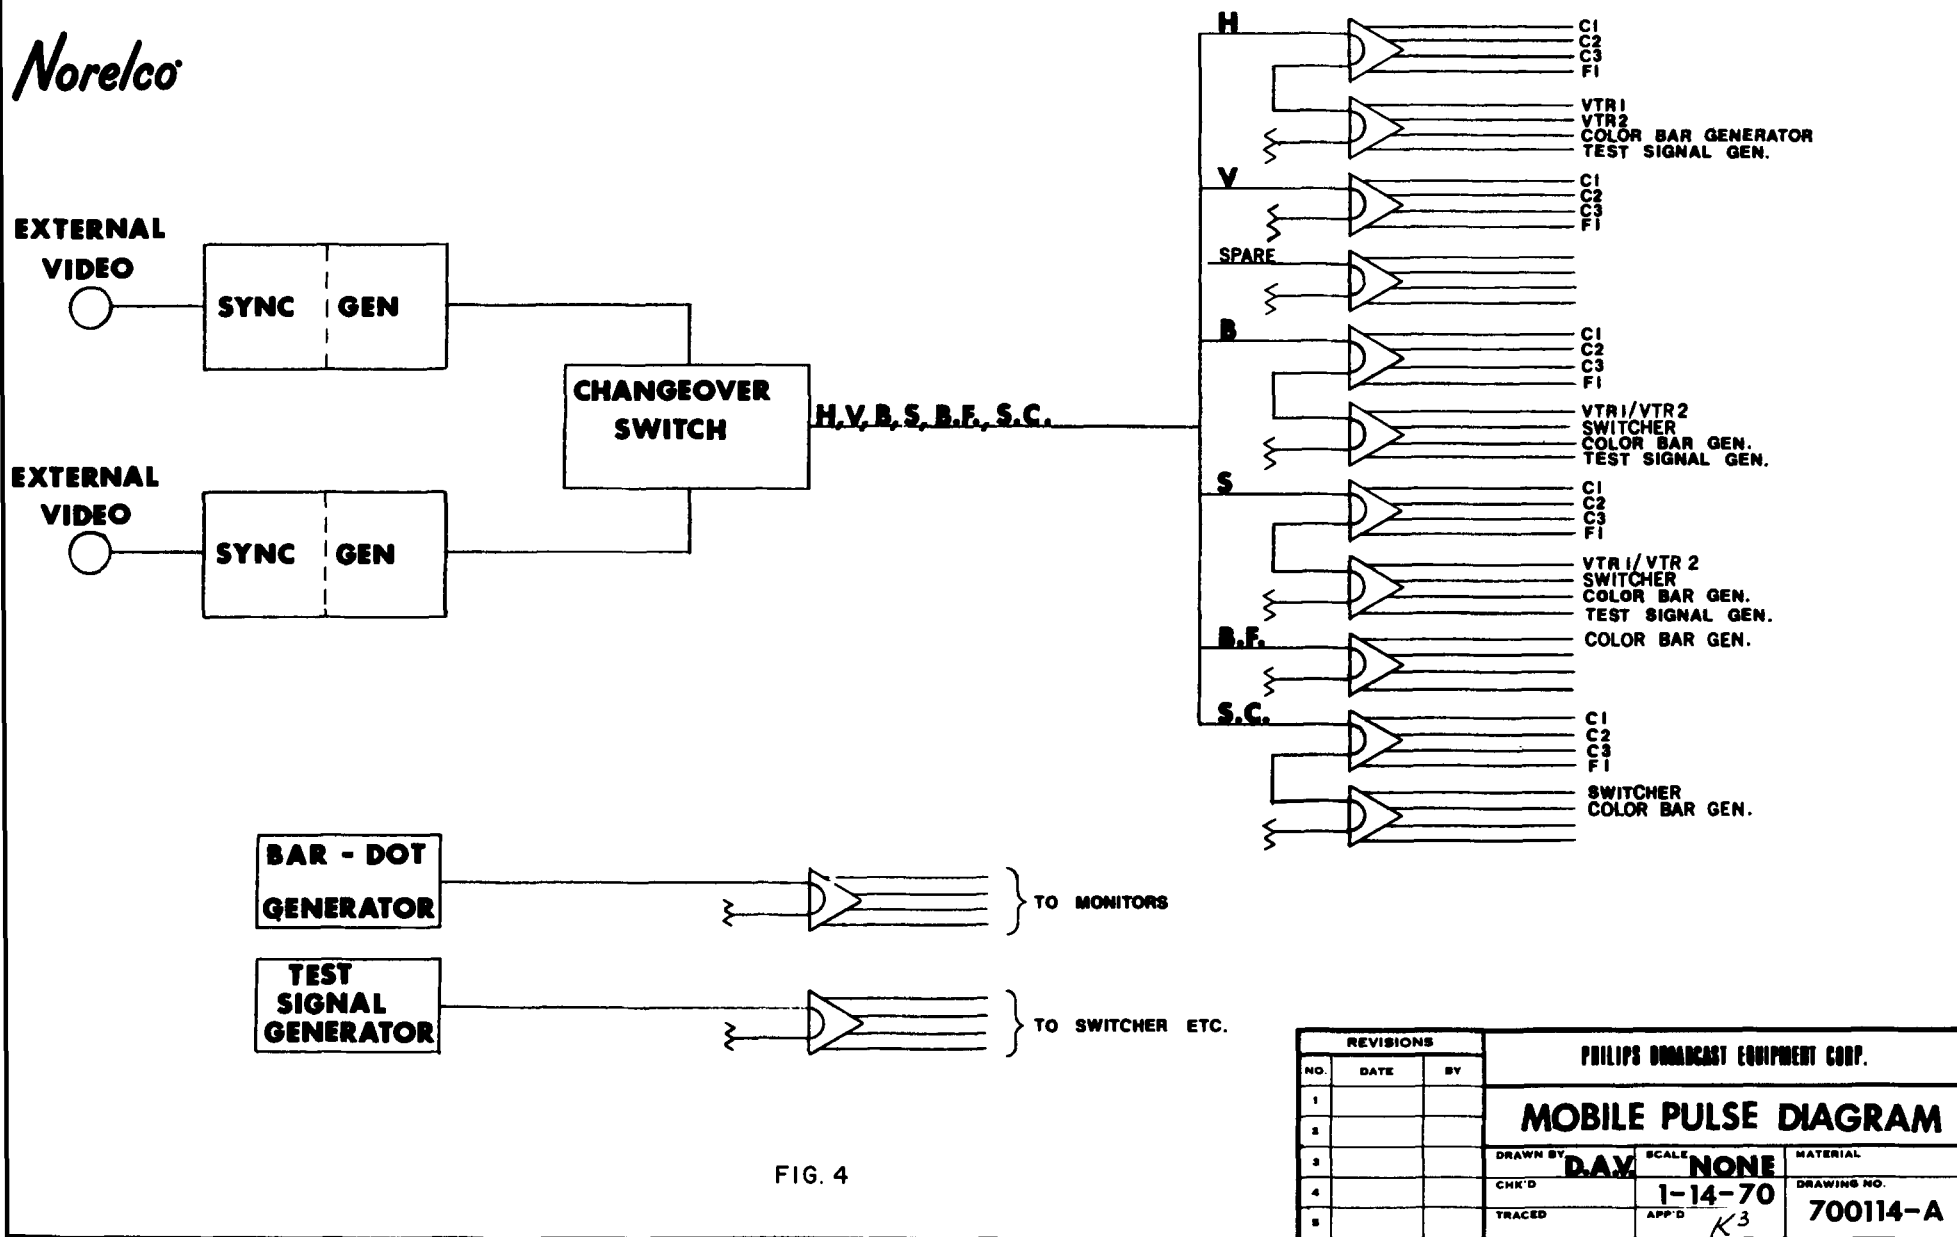 Norelco
EXTERNAL
VIDEO
SYNC GEN
CHANGEOVER
SWITCH
H, V, B, S, B.F., S.C.
EXTERNAL
VIDEO
SYNC GEN
H
C1
C2
C3
F1
VTR1
VTR2
COLOR BAR GENERATOR
TEST SIGNAL GEN.
V
C1
C2
C3
F1
SPARE
B
C1
C2
C3
F1
VTR1/VTR2
SWITCHER
COLOR BAR GEN.
TEST SIGNAL GEN.
S
C1
C2
C3
F1
VTR1/VTR2
SWITCHER
COLOR BAR GEN.
TEST SIGNAL GEN.
B.F.
COLOR BAR GEN.
S.C.
C1
C2
C3
F1
SWITCHER
COLOR BAR GEN.
BAR - DOT
GENERATOR
TO MONITORS
TEST
SIGNAL
GENERATOR
TO SWITCHER ETC.
FIG. 4
REVISIONS
NO. DATE BY
1
2
3
4
5
PHILIPS BROADCAST EQUIPMENT CORP.
MOBILE PULSE DIAGRAM
DRAWN BY D.A.V.
SCALE NONE
MATERIAL
CHK'D
1-14-70
DRAWING NO.
700114-A
TRACED
APP'D K3